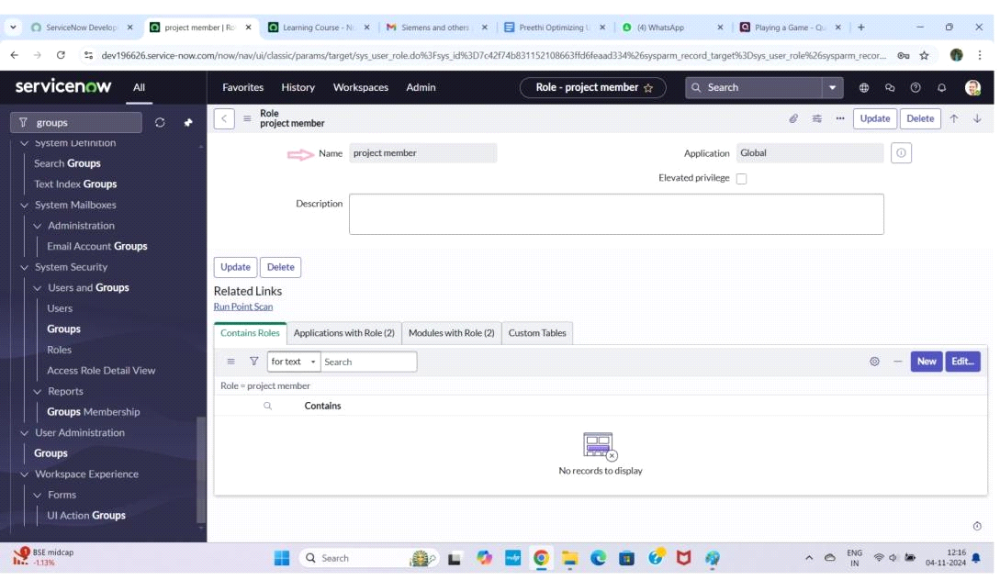 ServiceNow Develop
project member | Ro
Learning Course - N
Siemens and others
Preethi Optimizing U
(4) WhatsApp
Playing a Game - Qu
dev196626.service-now.com/now/nav/ui/classic/params/target/sys_user_role.do%3Fsys_id%3D7c42f74b831152108663ffd6feaad334%26sysparm_record_target%3Dsys_user_role%26sysparm_recor...
servicenow All Favorites History Workspaces Admin Role - project member Search
groups
System Definition
Search Groups
Text Index Groups
System Mailboxes
Administration
Email Account Groups
System Security
Users and Groups
Users
Groups
Roles
Access Role Detail View
Reports
Groups Membership
User Administration
Groups
Workspace Experience
Forms
UI Action Groups
Role
project member
Update Delete
Name project member
Application Global
Elevated privilege
Description
Update Delete
Related Links
Run Point Scan
Contains Roles Applications with Role (2) Modules with Role (2) Custom Tables
for text Search New Edit...
Role = project member
Contains
No records to display
BSE midcap
-1.13%
Search
ENG
IN
12:16
04-11-2024